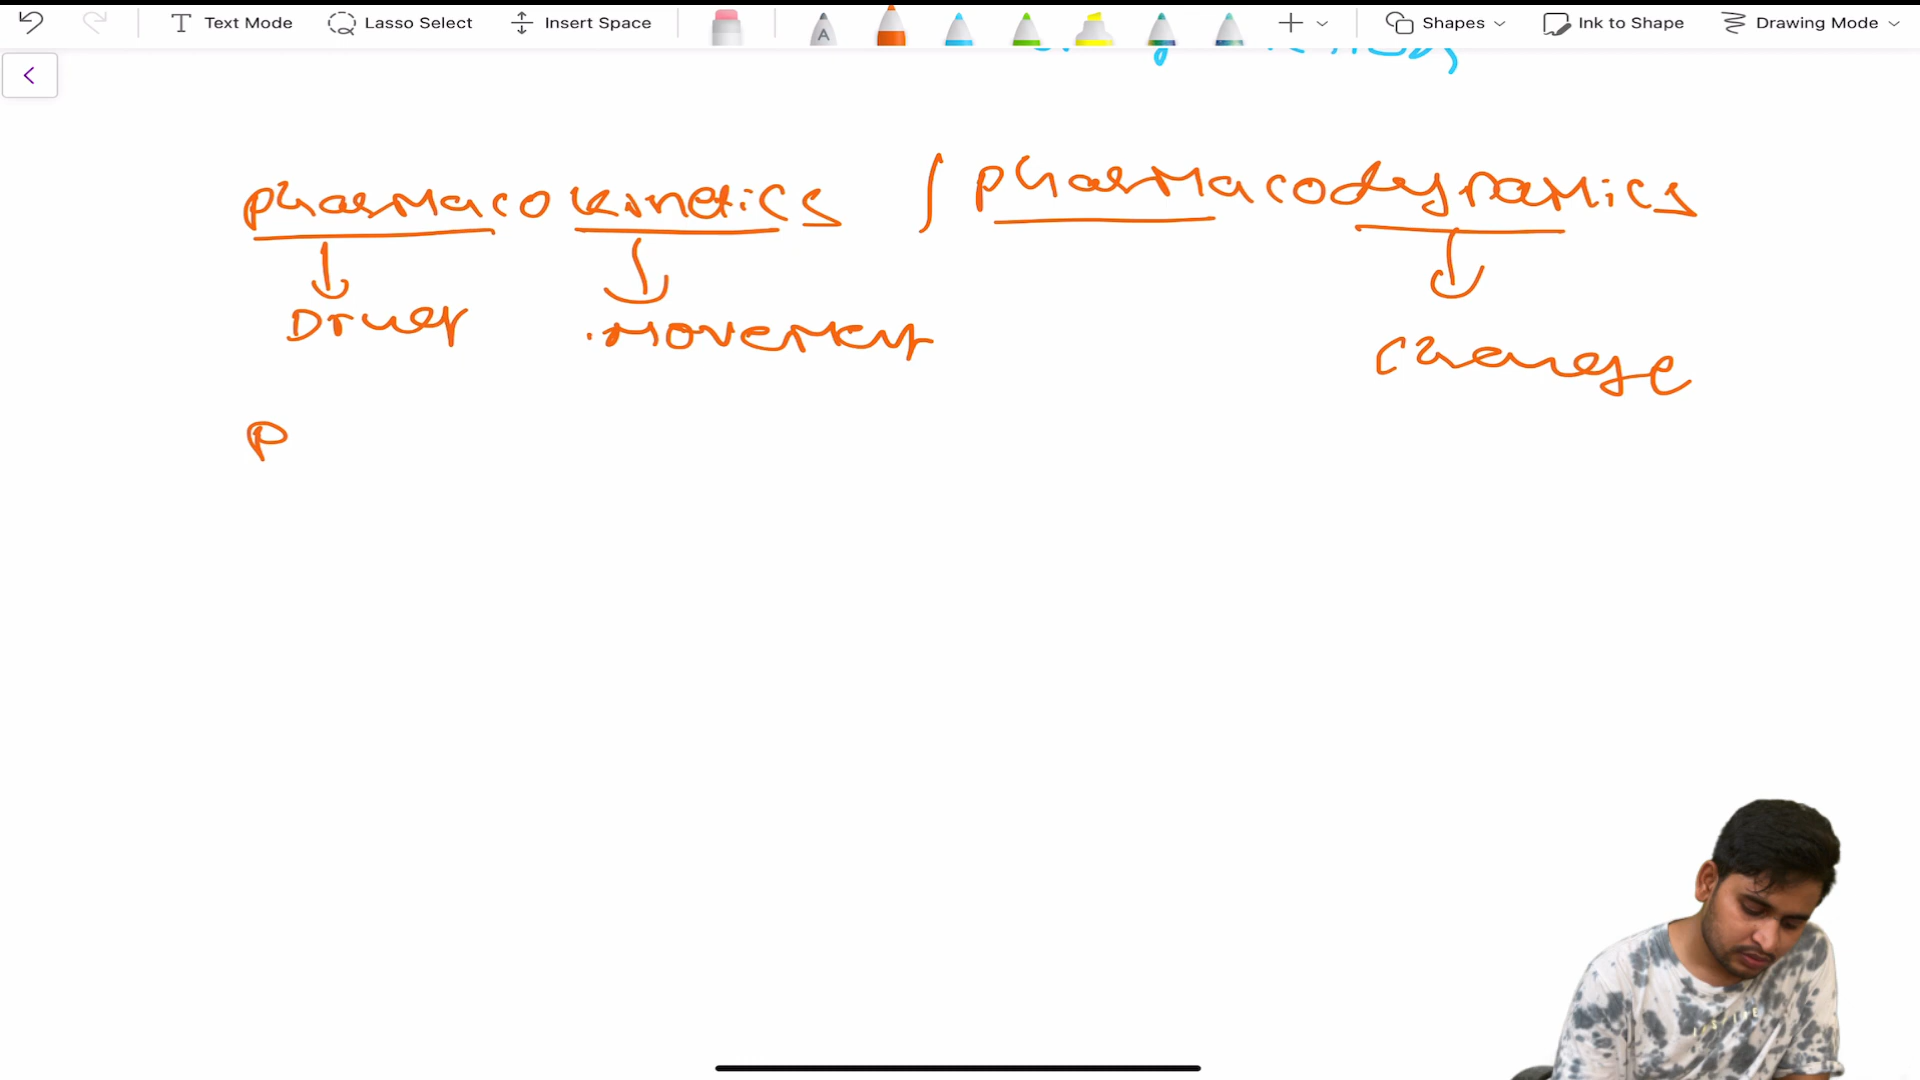 Text Mode Lasso Select Insert Space A Shapes Ink to Shape Drawing Mode
pharmaco kinetics / pharmacodynamics
Drug .Movement
Change
P